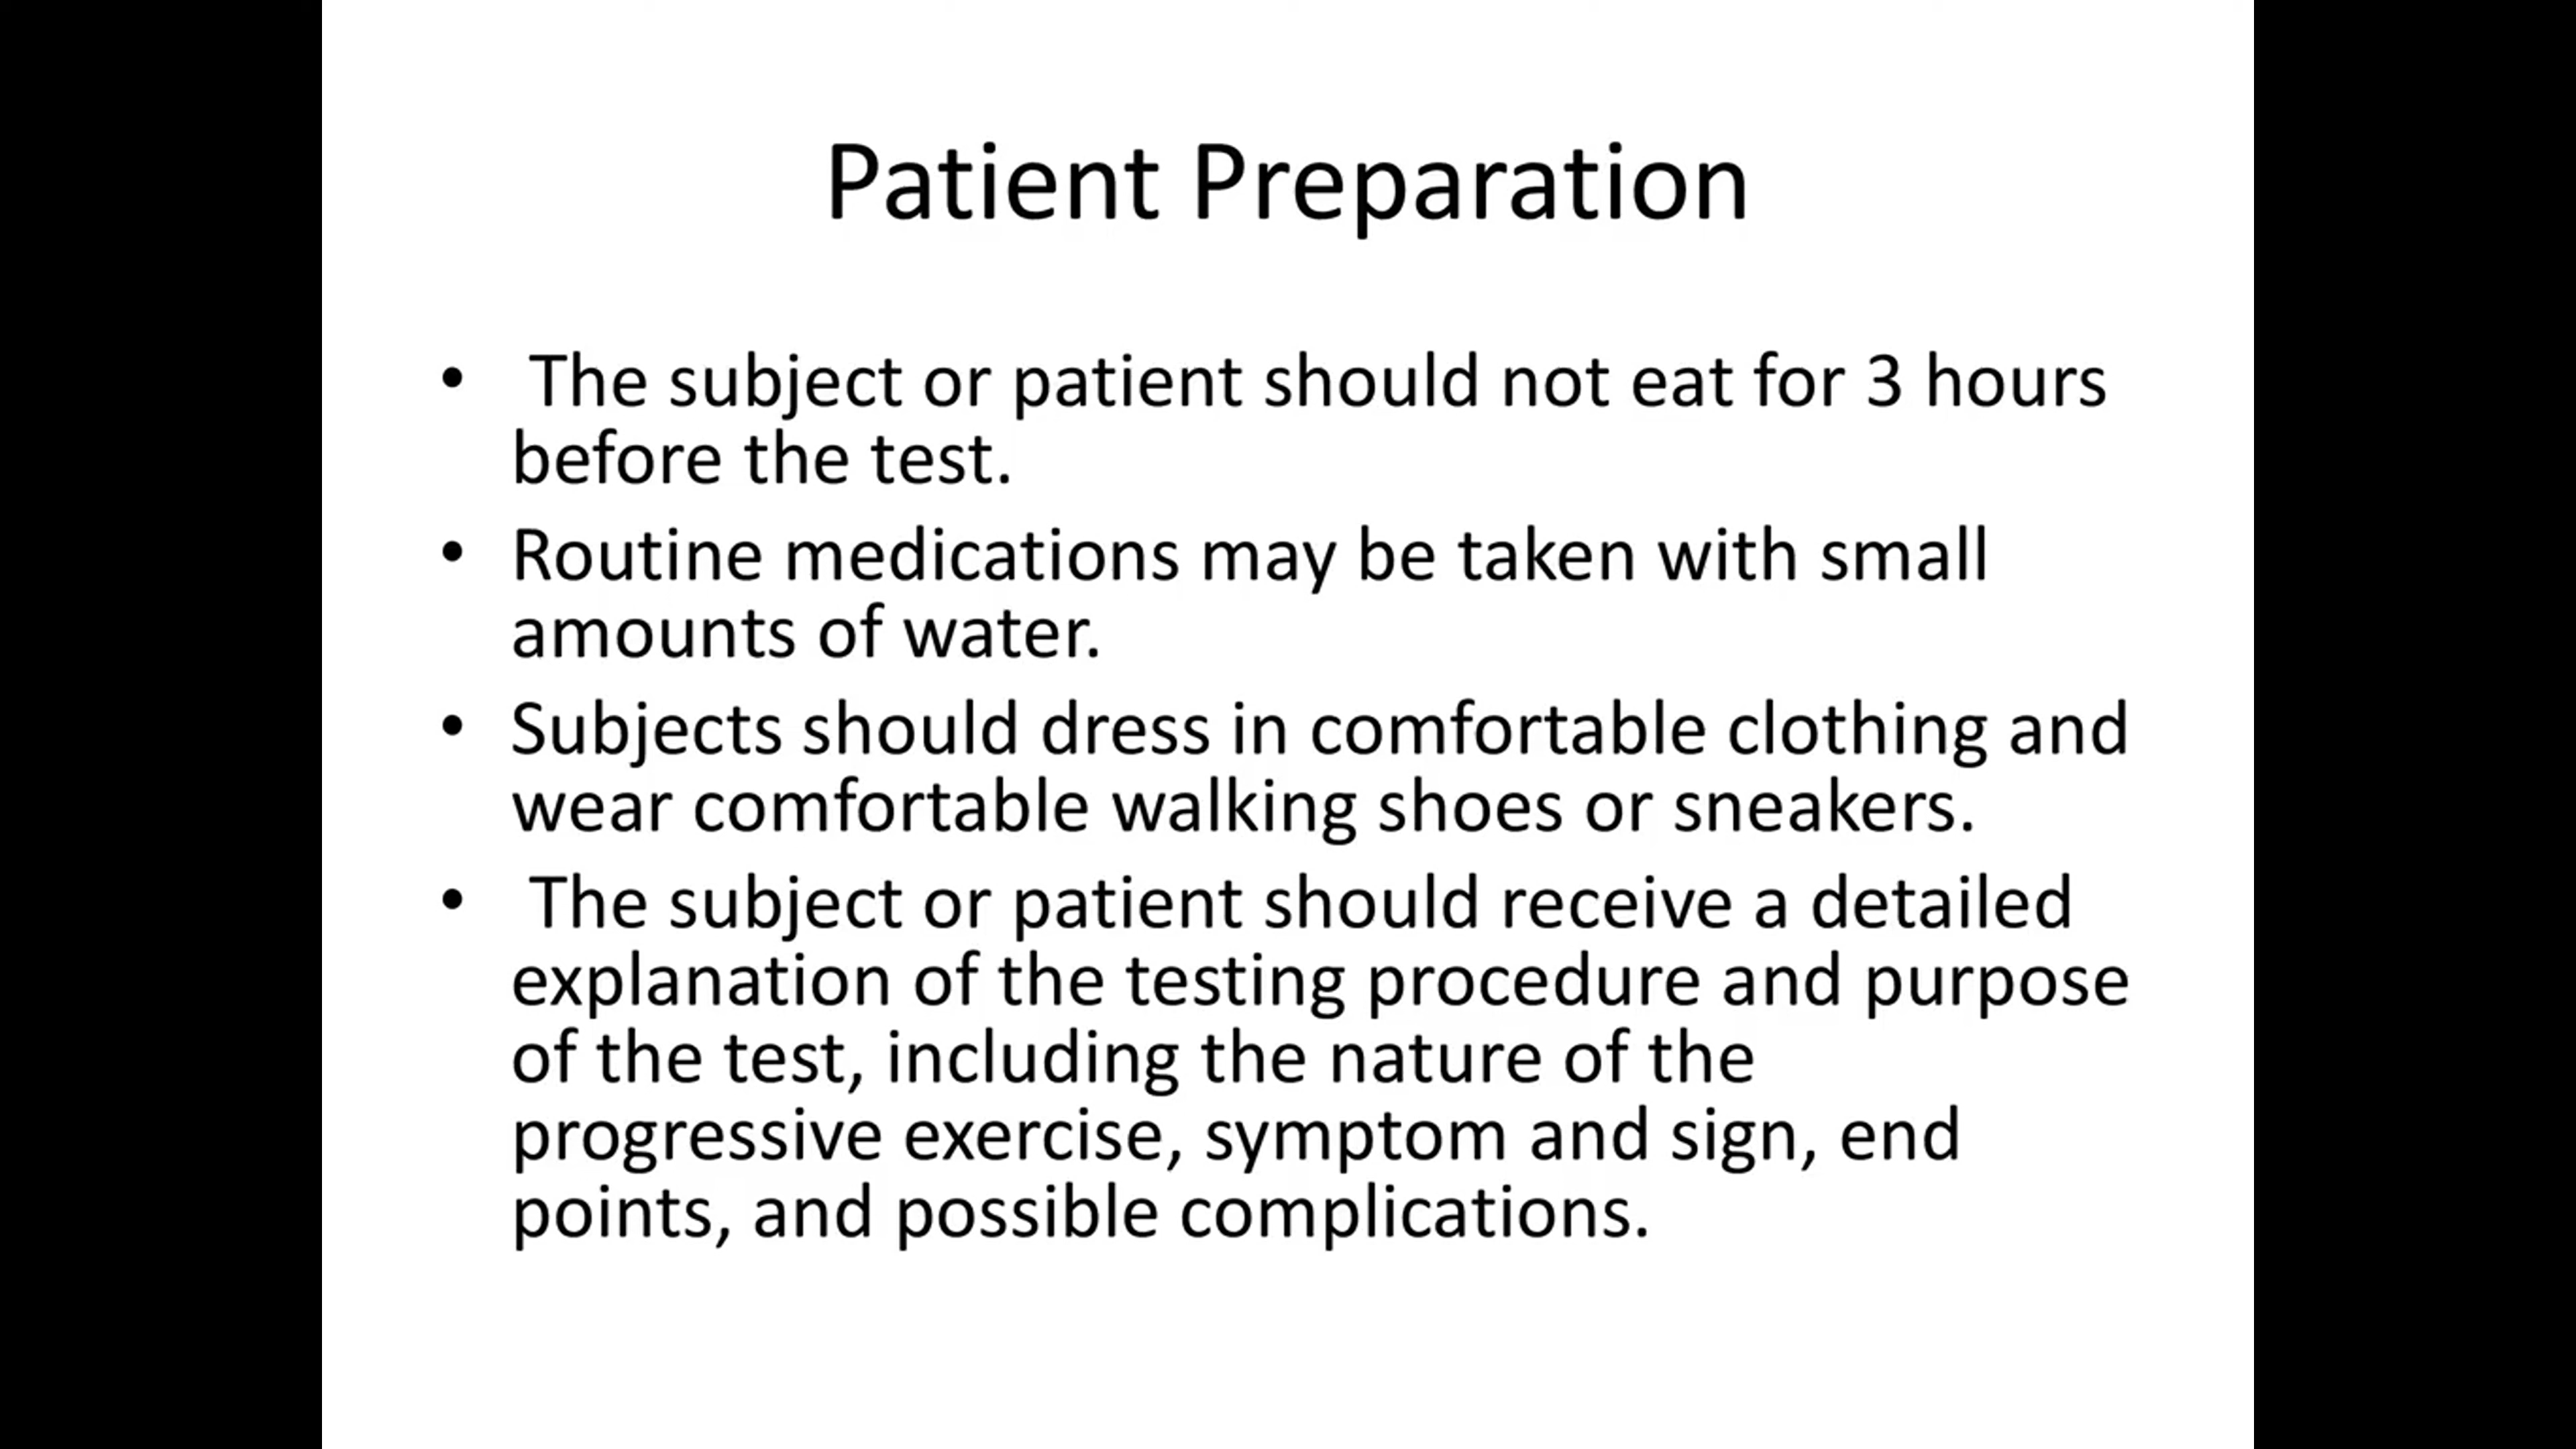 Patient Preparation
• The subject or patient should not eat for 3 hours
before the test.
• Routine medications may be taken with small
amounts of water.
• Subjects should dress in comfortable clothing and
wear comfortable walking shoes or sneakers.
• The subject or patient should receive a detailed
explanation of the testing procedure and purpose
of the test, including the nature of the
progressive exercise, symptom and sign, end
points, and possible complications.